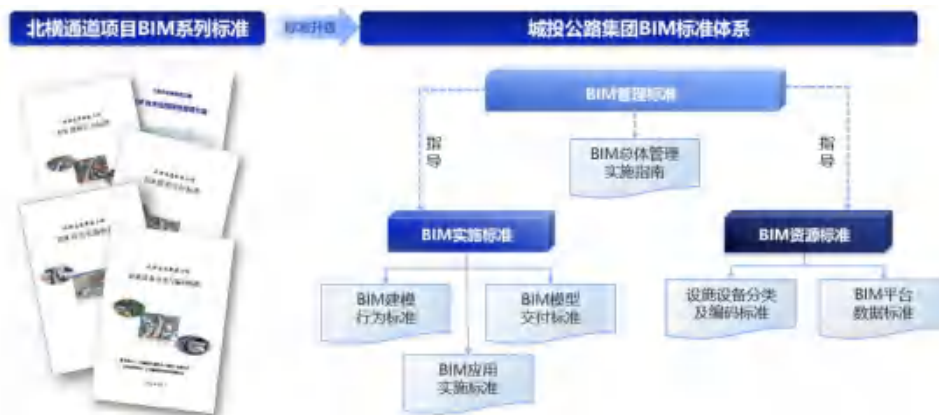 北横通道项目BIM系列标准
标准升级
城投公路集团BIM标准体系
BIM管理标准
指导
指导
BIM总体管理
实施指南
BIM实施标准
BIM资源标准
BIM建模
行为标准
BIM模型
交付标准
设施设备分类
及编码标准
BIM平台
数据标准
BIM应用
实施标准